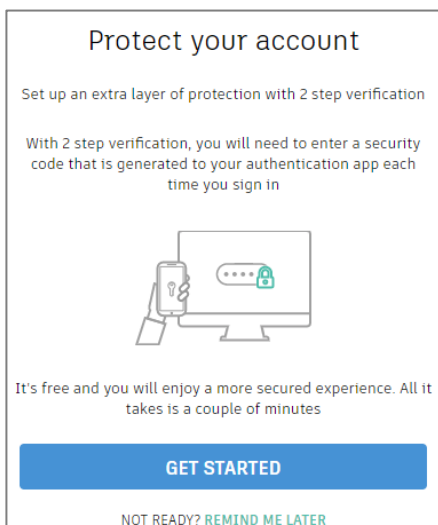 Protect your account
Set up an extra layer of protection with 2 step verification
With 2 step verification, you will need to enter a security
code that is generated to your authentication app each
time you sign in
It's free and you will enjoy a more secured experience. All it
takes is a couple of minutes
GET STARTED
NOT READY? REMIND ME LATER